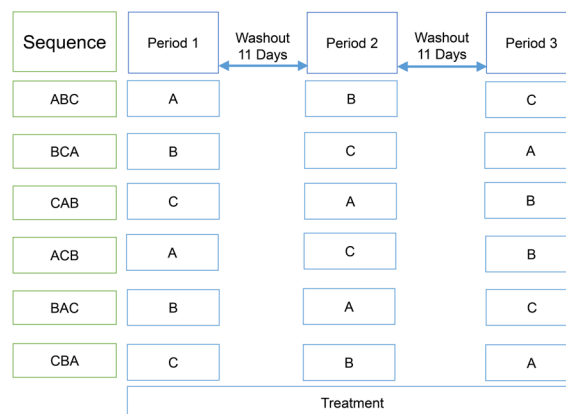 Sequence
Period 1
Washout
11 Days
Period 2
Washout
11 Days
Period 3
ABC
A
B
C
BCA
B
C
A
CAB
C
A
B
ACB
A
C
B
BAC
B
A
C
CBA
C
B
A
Treatment